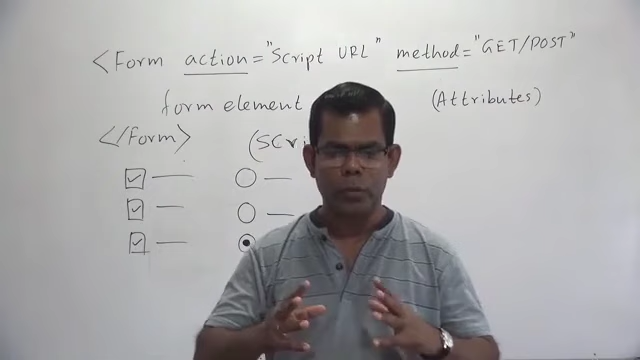 <Form action="Script URL" method="GET/POST"
form element
(Attributes)
</Form>